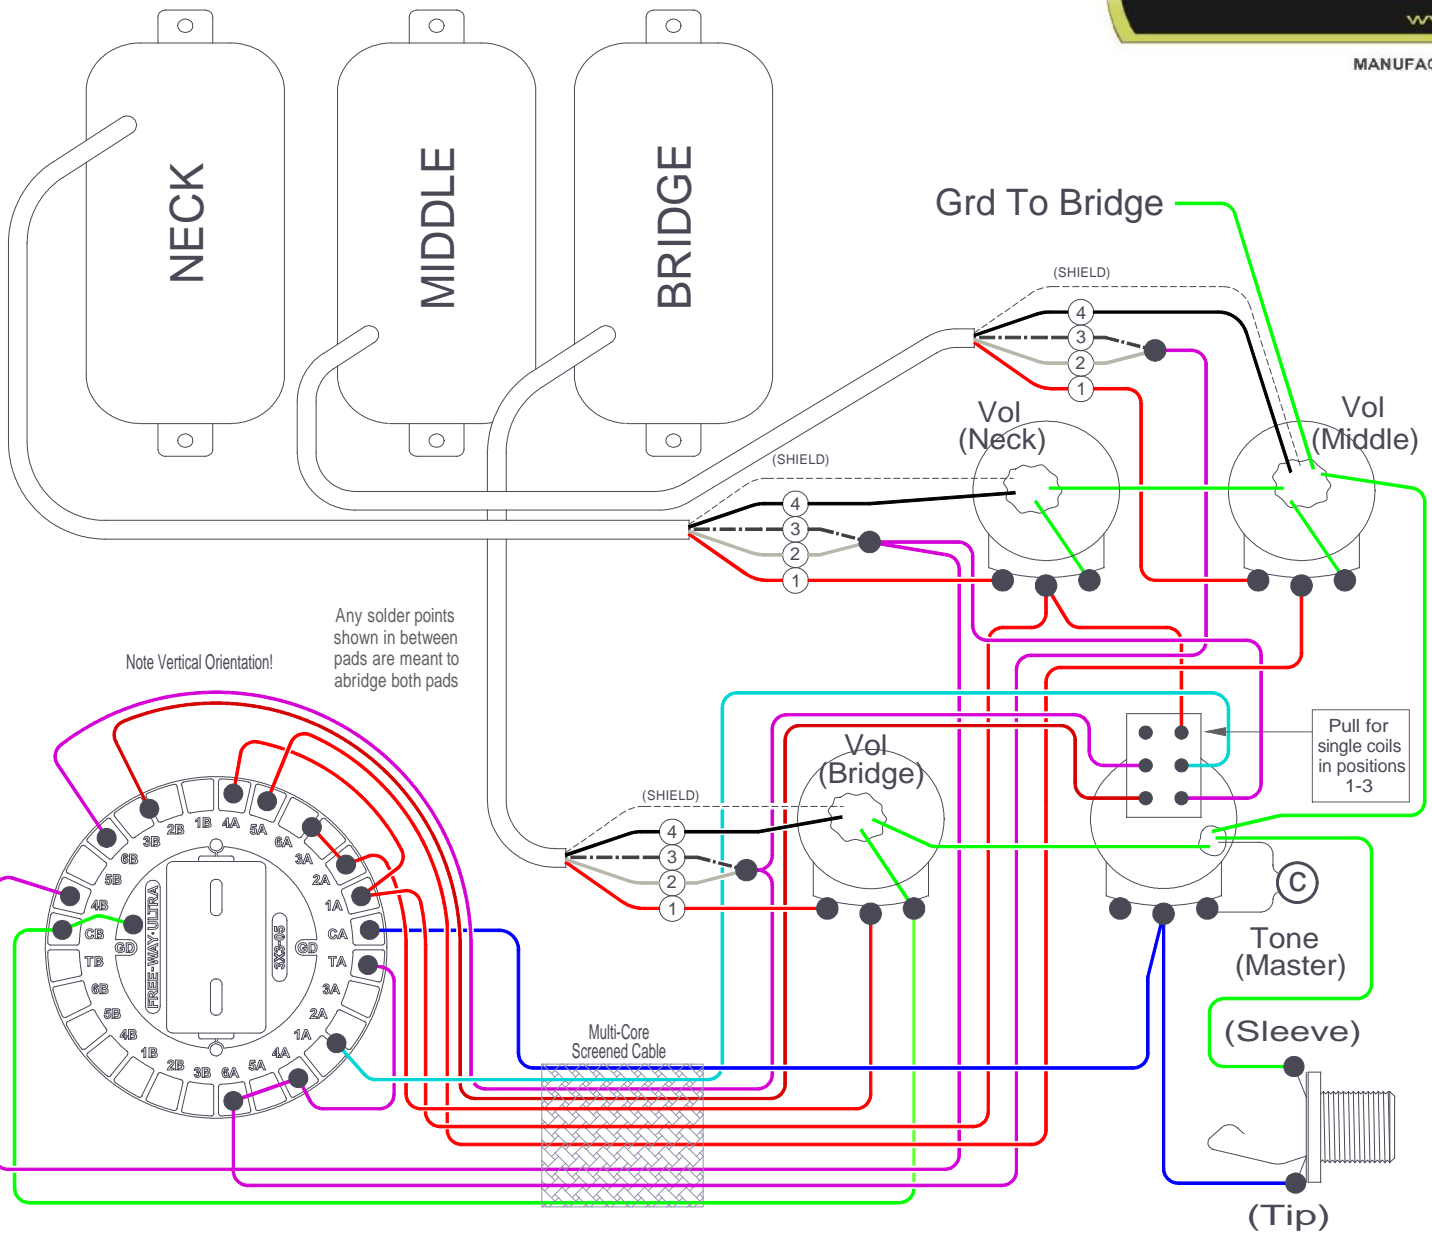 MANUFAC
NECK
MIDDLE
BRIDGE
Grd To Bridge
(SHIELD)
4
3
2
1
Vol
(Neck)
Vol
(Middle)
(SHIELD)
4
3
2
1
Any solder points
shown in between
pads are meant to
abridge both pads
Note Vertical Orientation!
Pull for
single coils
in positions
1-3
Vol
(Bridge)
(SHIELD)
4
3
2
1
6B
3B
2B
1B
4A
5A
6A
3A
2A
1A
CA
TA
3A
2A
1A
4A
5A
6A
3B
2B
1B
4B
5B
6B
TB
CB
4B
5B
GD
FREE-WAY-ULTRA
3X3-05
GD
C
Tone
(Master)
Multi-Core
Screened Cable
(Sleeve)
(Tip)